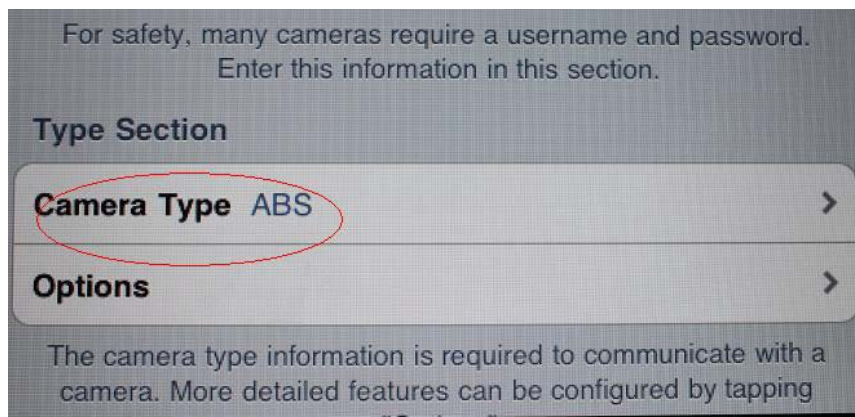 For safety, many cameras require a username and password.
Enter this information in this section.
Type Section
Camera Type ABS
Options
The camera type information is required to communicate with a
camera. More detailed features can be configured by tapping